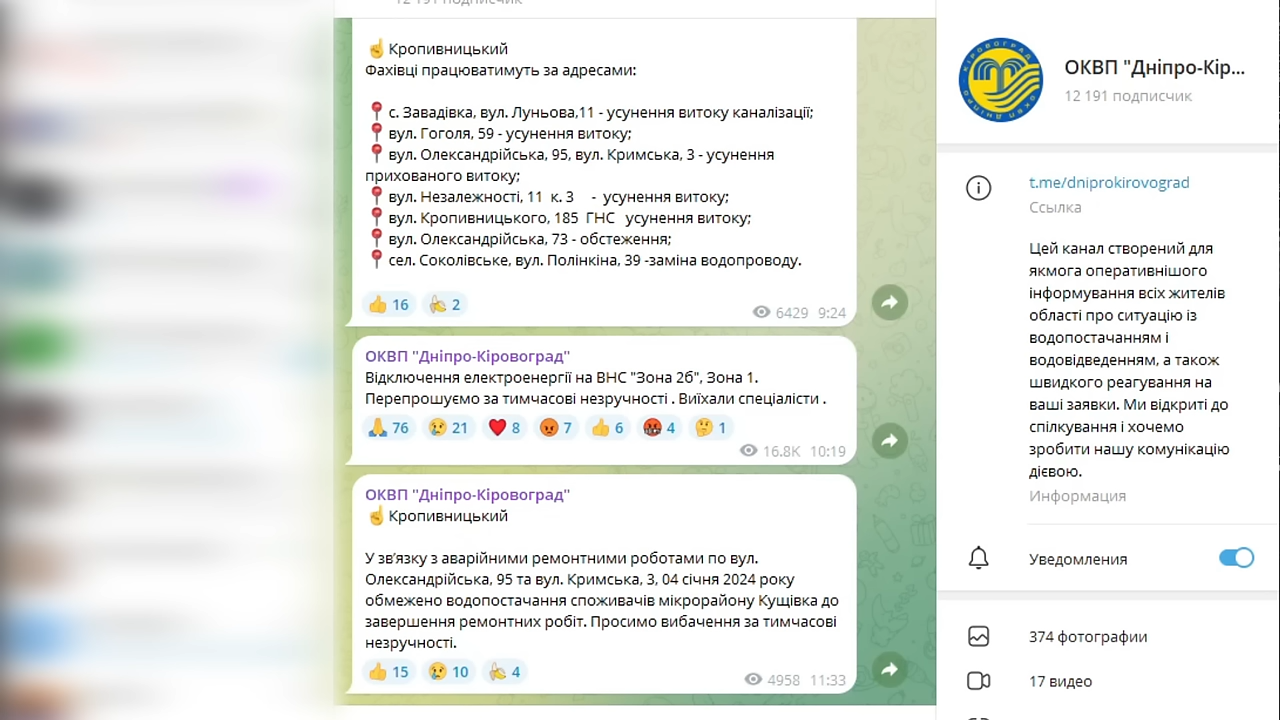 12 191 подписчик
☝Кропивницький
Фахівці працюватимуть за адресами:
📍с. Завадівка, вул. Луньова,11 - усунення витоку каналізації;
📍вул. Гоголя, 59 - усунення витоку;
📍вул. Олександрійська, 95, вул. Кримська, 3 - усунення
прихованого витоку;
📍вул. Незалежності, 11 к. 3 - усунення витоку;
📍вул. Кропивницького, 185 ГНС усунення витоку;
📍вул. Олександрійська, 73 - обстеження;
📍сел. Соколівське, вул. Полінкіна, 39 -заміна водопроводу.
16 2
6429 9:24
ОКВП "Дніпро-Кіровоград"
Відключення електроенергії на ВНС "Зона 2б", Зона 1.
Перепрошуємо за тимчасові незручності . Виїхали спеціалісти .
76 21 8 7 6 4 1
16.8K 10:19
ОКВП "Дніпро-Кіровоград"
☝Кропивницький
У зв'язку з аварійними ремонтними роботами по вул.
Олександрійська, 95 та вул. Кримська, 3, 04 січня 2024 року
обмежено водопостачання споживачів мікрорайону Кущівка до
завершення ремонтних робіт. Просимо вибачення за тимчасові
незручності.
15 10 4
4958 11:33
ОКВП "Дніпро-Кір...
12 191 подписчик
t.me/dniprokirovograd
Ссылка
Цей канал створений для
якмога оперативнішого
інформування всіх жителів
області про ситуацію із
водопостачанням і
водовідведенням, а також
швидкого реагування на
ваші заявки. Ми відкриті до
спілкування і хочемо
зробити нашу комунікацію
дієвою.
Информация
Уведомления
374 фотографии
17 видео